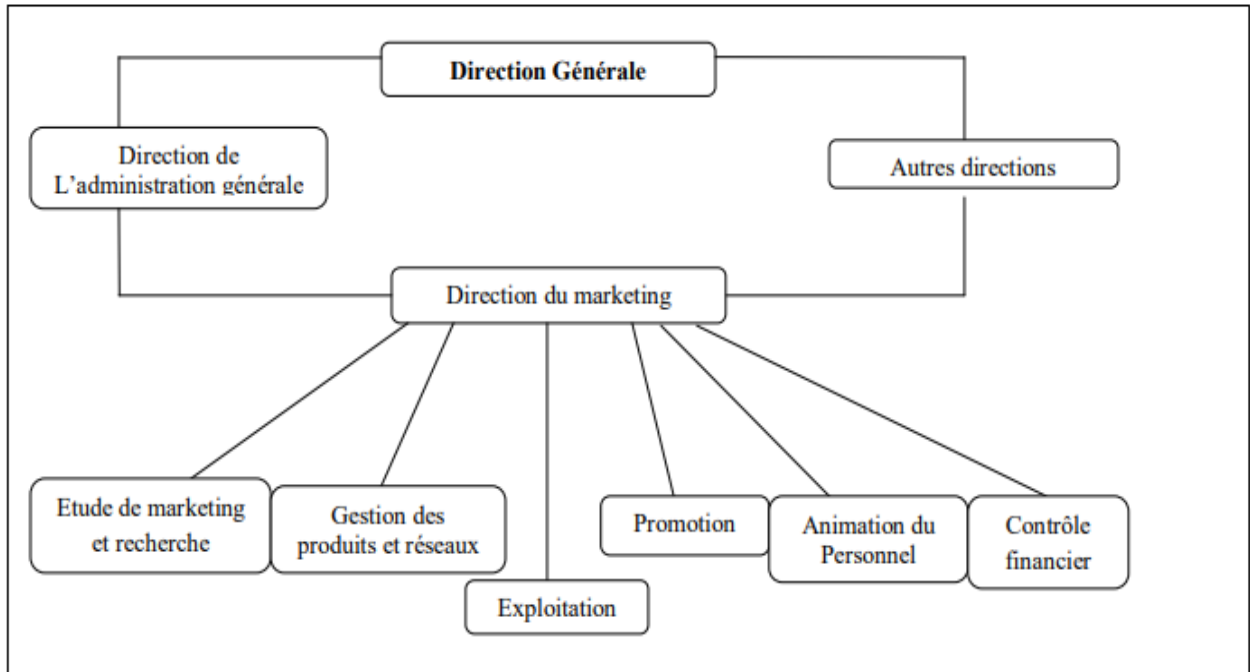 Direction Générale
Direction de
L’administration générale
Autres directions
Direction du marketing
Etude de marketing
et recherche
Gestion des
produits et réseaux
Exploitation
Promotion
Animation du
Personnel
Contrôle
financier